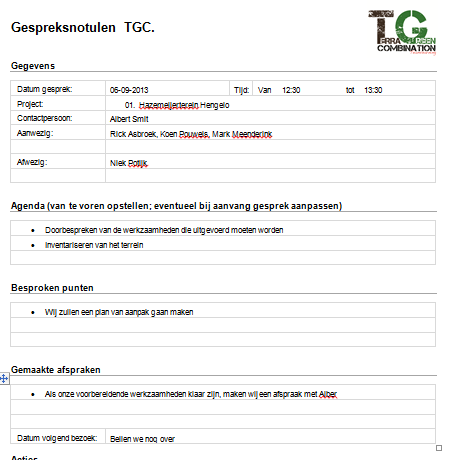 Gespreksnotulen TGC.
TG
TERRA GREEN
COMBINATION
Gegevens
Datum gesprek: 06-09-2013 Tijd: Van 12:30 tot 13:30
Project: 01. Hazemeijerterein Hengelo
Contactpersoon: Albert Smit
Aanwezig: Rick Asbroek, Koen Pouwels, Mark Meenderink
Afwezig: Niek Potijk
Agenda (van te voren opstellen; eventueel bij aanvang gesprek aanpassen)
• Doorbespreken van de werkzaamheden die uitgevoerd moeten worden
• Inventariseren van het terrein
Besproken punten
• Wij zullen een plan van aanpak gaan maken
Gemaakte afspraken
• Als onze voorbereidende werkzaamheden klaar zijn, maken wij een afspraak met Alber
Datum volgend bezoek: Bellen we nog over
Acties